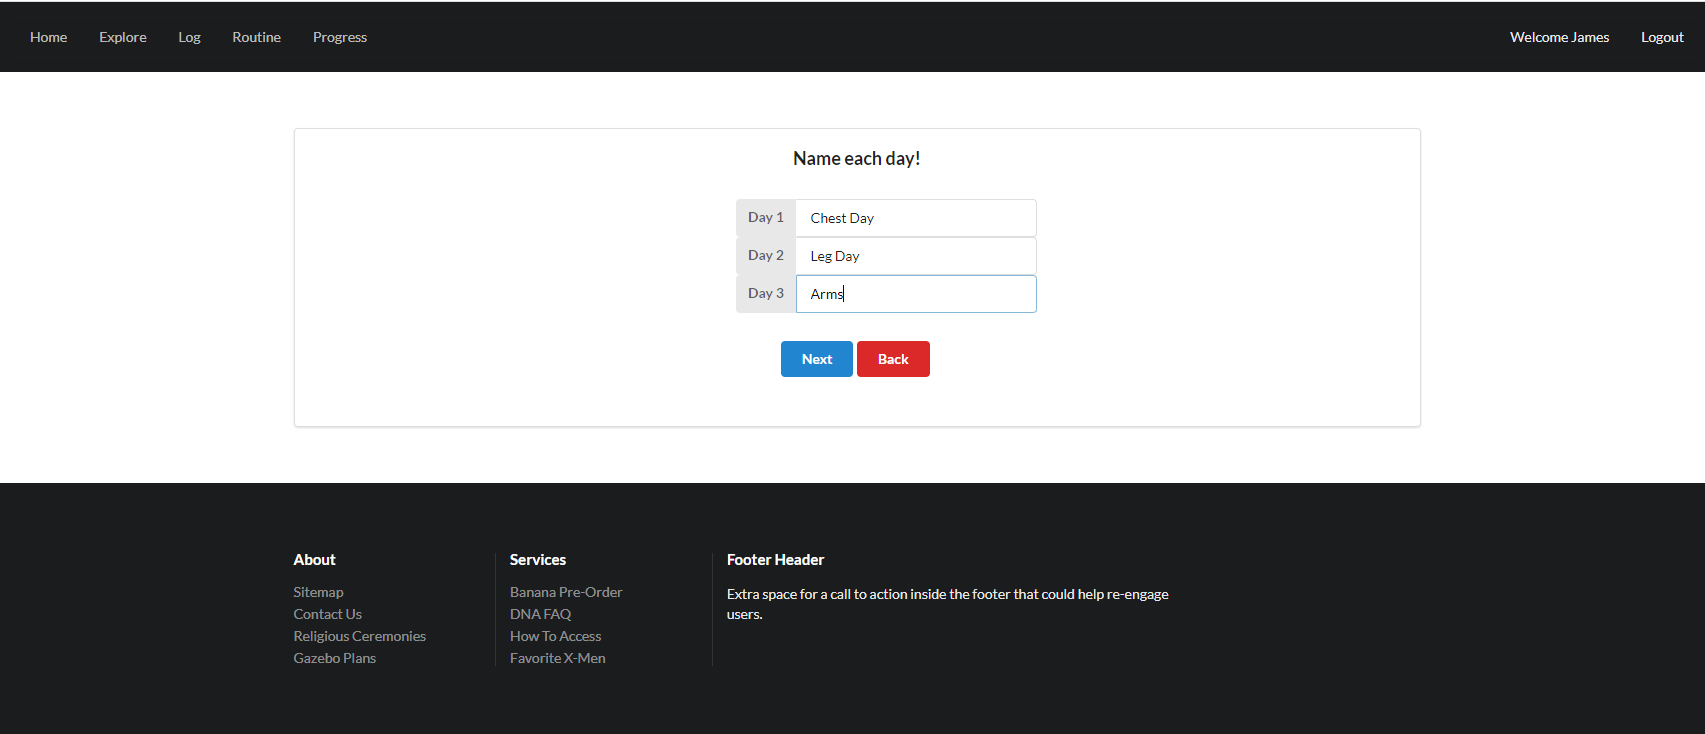 Home Explore Log Routine Progress Welcome James Logout
Name each day!
Day 1 Chest Day
Day 2 Leg Day
Day 3 Arms
Next Back
About
Sitemap
Contact Us
Religious Ceremonies
Gazebo Plans
Services
Banana Pre-Order
DNA FAQ
How To Access
Favorite X-Men
Footer Header
Extra space for a call to action inside the footer that could help re-engage
users.